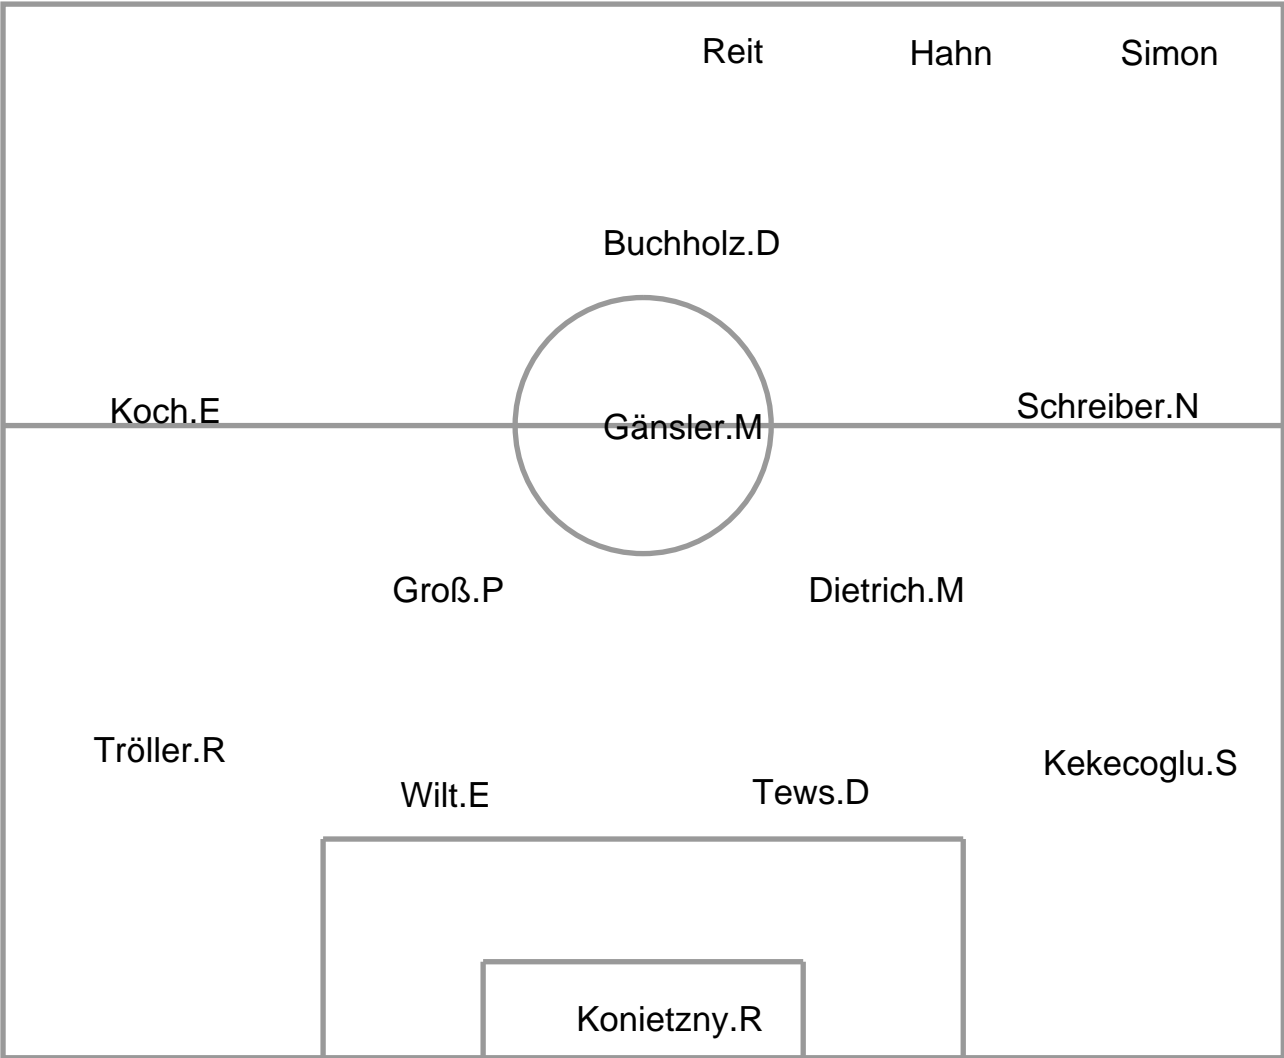 Reit Hahn Simon
Buchholz.D
Koch.E Gänsler.M Schreiber.N
Groß.P Dietrich.M
Tröller.R Kekecoglu.S
Wilt.E Tews.D
Konietzny.R